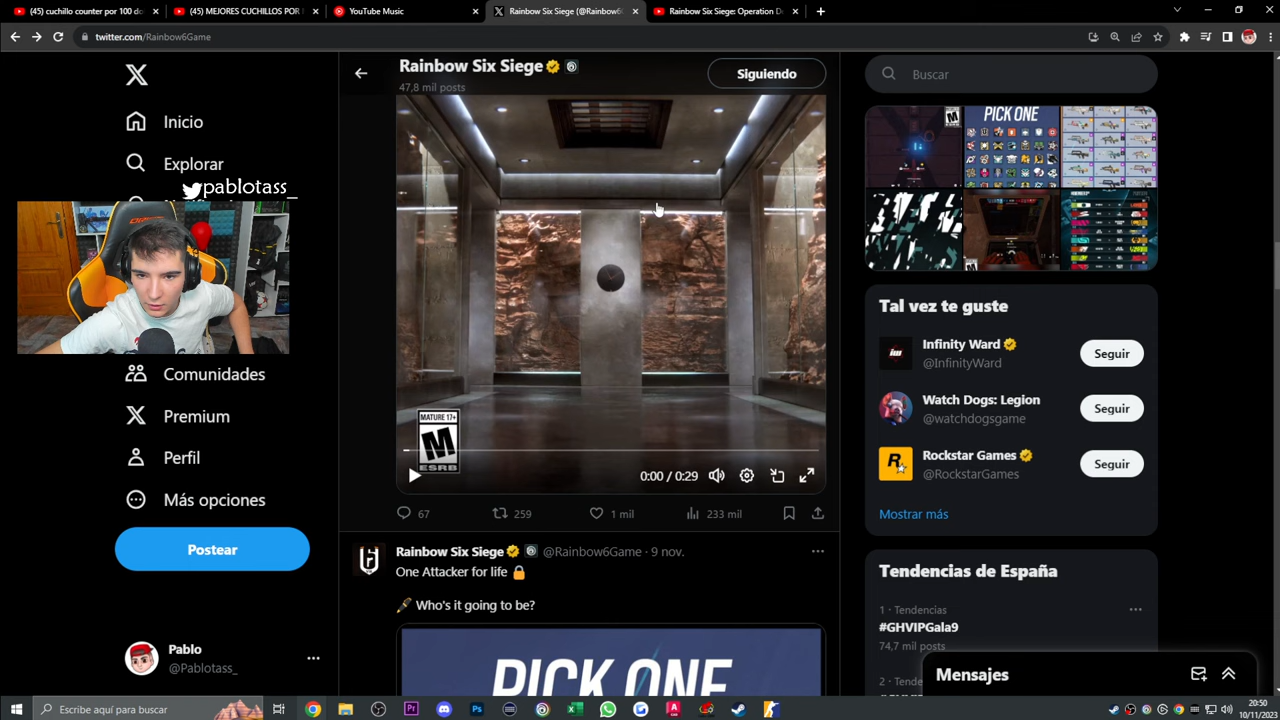 (45) cuchillo counter por 100 do
(45) MEJORES CUCHILLOS POR
YouTube Music
Rainbow Six Siege (@Rainbow6G
Rainbow Six Siege: Operation D
twitter.com/Rainbow6Game
X
Rainbow Six Siege
47,8 mil posts
Siguiendo
Buscar
Inicio
Explorar
pablotass_
Comunidades
Premium
Perfil
Más opciones
Postear
Pablo
@Pablotass_
MATURE 17+
M
ESRB
0:00 / 0:29
67
259
1 mil
233 mil
Rainbow Six Siege @Rainbow6Game · 9 nov.
One Attacker for life 🔒
🖋️ Who's it going to be?
PICK ONE
PICK ONE
M
M
Tal vez te guste
iw
Infinity Ward
@InfinityWard
Seguir
Watch Dogs: Legion
@watchdogsgame
Seguir
R
Rockstar Games
@RockstarGames
Seguir
Mostrar más
Tendencias de España
1 · Tendencias
#GHVIPGala9
74,7 mil posts
2 · Tende
Mensajes
Escribe aquí para buscar
20:50
10/11/2023